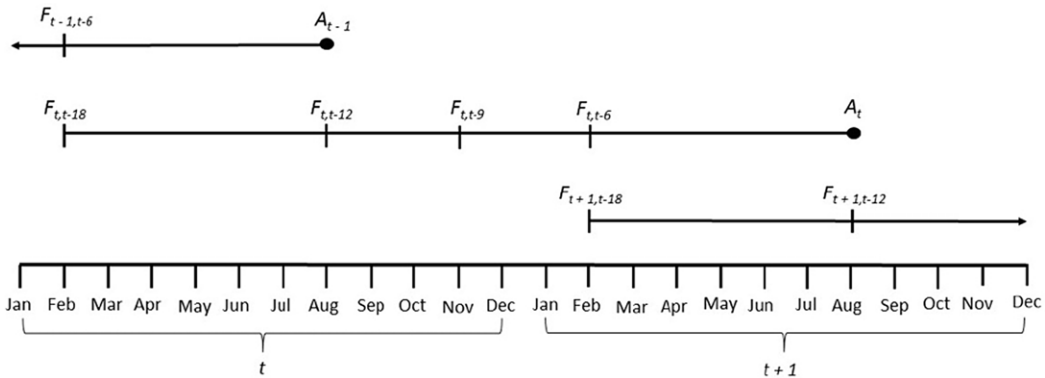 F t - 1,t-6 A t - 1
F t,t-18 F t,t-12 F t,t-9 F t,t-6 A t
F t + 1,t-18 F t + 1,t-12
Jan Feb Mar Apr May Jun Jul Aug Sep Oct Nov Dec Jan Feb Mar Apr May Jun Jul Aug Sep Oct Nov Dec
t t + 1